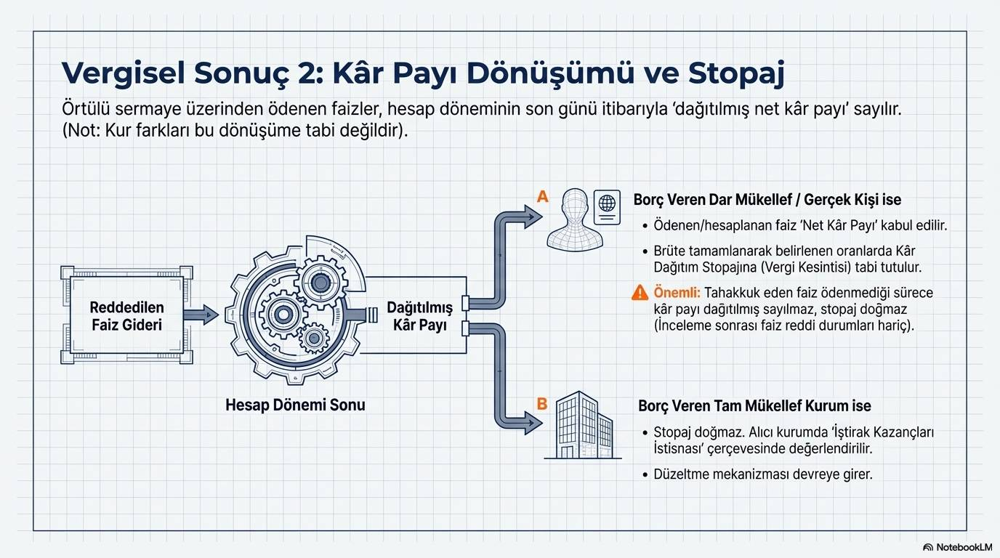 Vergisel Sonuç 2: Kâr Payı Dönüşümü ve Stopaj
Örtülü sermaye üzerinden ödenen faizler, hesap döneminin son günü itibarıyla ‘dağıtılmış net kâr payı’ sayılır.
(Not: Kur farkları bu dönüşüme tabi değildir).
Reddedilen
Faiz Gideri
Hesap Dönemi Sonu
Dağıtılmış
Kâr Payı
A
Borç Veren Dar Mükellef / Gerçek Kişi ise
• Ödenen/hesaplanan faiz ‘Net Kâr Payı’ kabul edilir.
• Brüte tamamlanarak belirlenen oranlarda Kâr
Dağıtım Stopajına (Vergi Kesintisi) tabi tutulur.
Önemli: Tahakkuk eden faiz ödenmediği sürece
kâr payı dağıtılmış sayılmaz, stopaj doğmaz
(İnceleme sonrası faiz reddi durumları hariç).
B
Borç Veren Tam Mükellef Kurum ise
• Stopaj doğmaz. Alıcı kurumda ‘İştirak Kazançları
İstisnası’ çerçevesinde değerlendirilir.
• Düzeltme mekanizması devreye girer.
NotebookLM